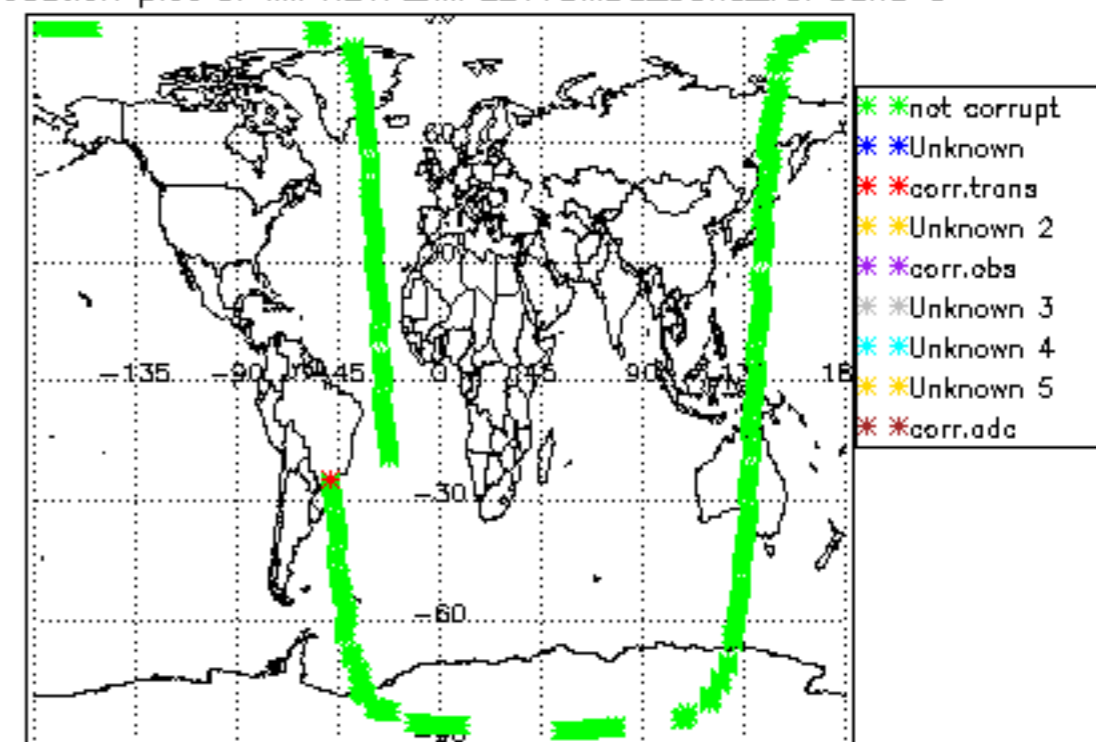 60
-135
-90
-45
0
45
90
-30
-60
not corrupt
Unknown
corr.trans
Unknown 2
corr.obs
Unknown 3
Unknown 4
Unknown 5
corr.adc